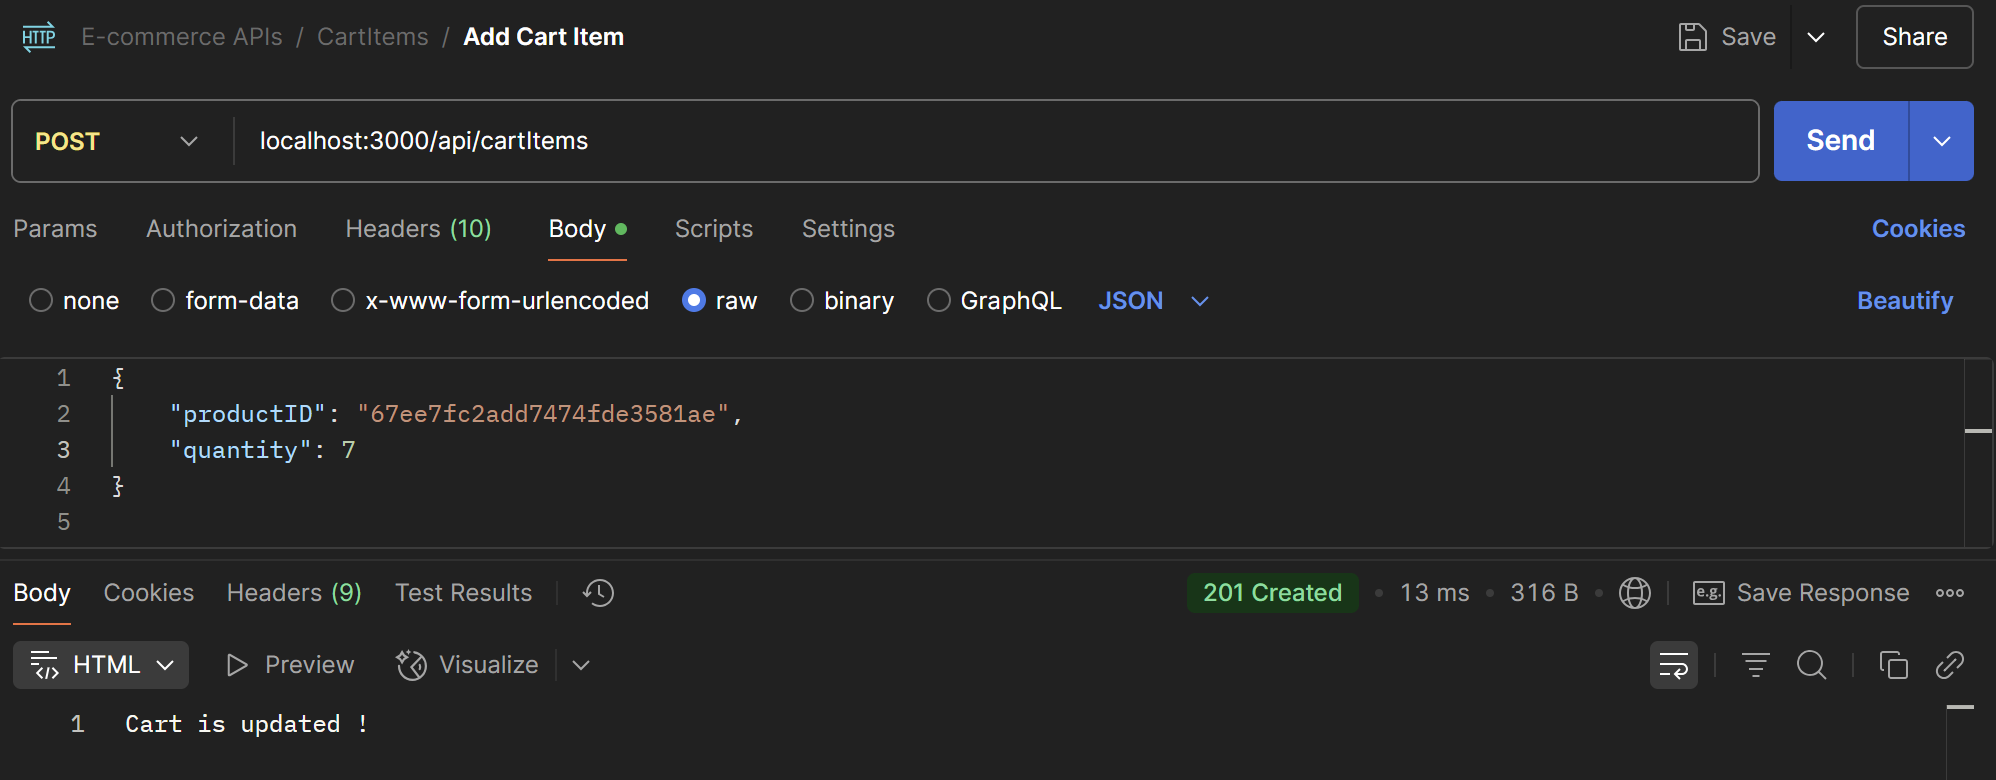 HTTP E-commerce APIs / CartItems / Add Cart Item Save Share
POST localhost:3000/api/cartItems Send
Params Authorization Headers (10) Body Scripts Settings Cookies
none form-data x-www-form-urlencoded raw binary GraphQL JSON Beautify
1 {
2 "productID": "67ee7fc2add7474fde3581ae",
3 "quantity": 7
4 }
5
Body Cookies Headers (9) Test Results 201 Created • 13 ms • 316 B • e.g. Save Response
HTML Preview Visualize
1 Cart is updated !